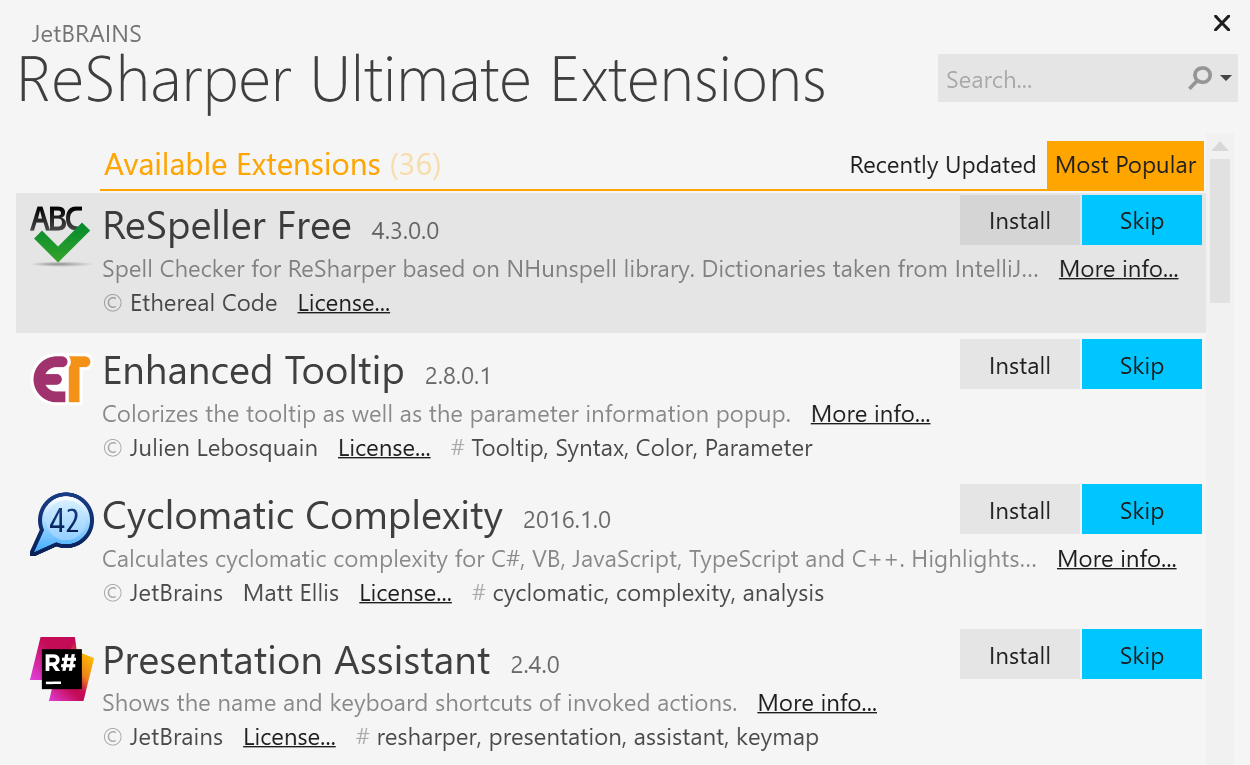 JetBRAINS
ReSharper Ultimate Extensions
Search...
Available Extensions (36) Recently Updated Most Popular
ABC ReSpeller Free 4.3.0.0 Install Skip
Spell Checker for ReSharper based on NHunspell library. Dictionaries taken from IntelliJ... More info...
© Ethereal Code License...
ET Enhanced Tooltip 2.8.0.1 Install Skip
Colorizes the tooltip as well as the parameter information popup. More info...
© Julien Lebosquain License... # Tooltip, Syntax, Color, Parameter
42 Cyclomatic Complexity 2016.1.0 Install Skip
Calculates cyclomatic complexity for C#, VB, JavaScript, TypeScript and C++. Highlights... More info...
© JetBrains Matt Ellis License... # cyclomatic, complexity, analysis
R# Presentation Assistant 2.4.0 Install Skip
Shows the name and keyboard shortcuts of invoked actions. More info...
© JetBrains License... # resharper, presentation, assistant, keymap